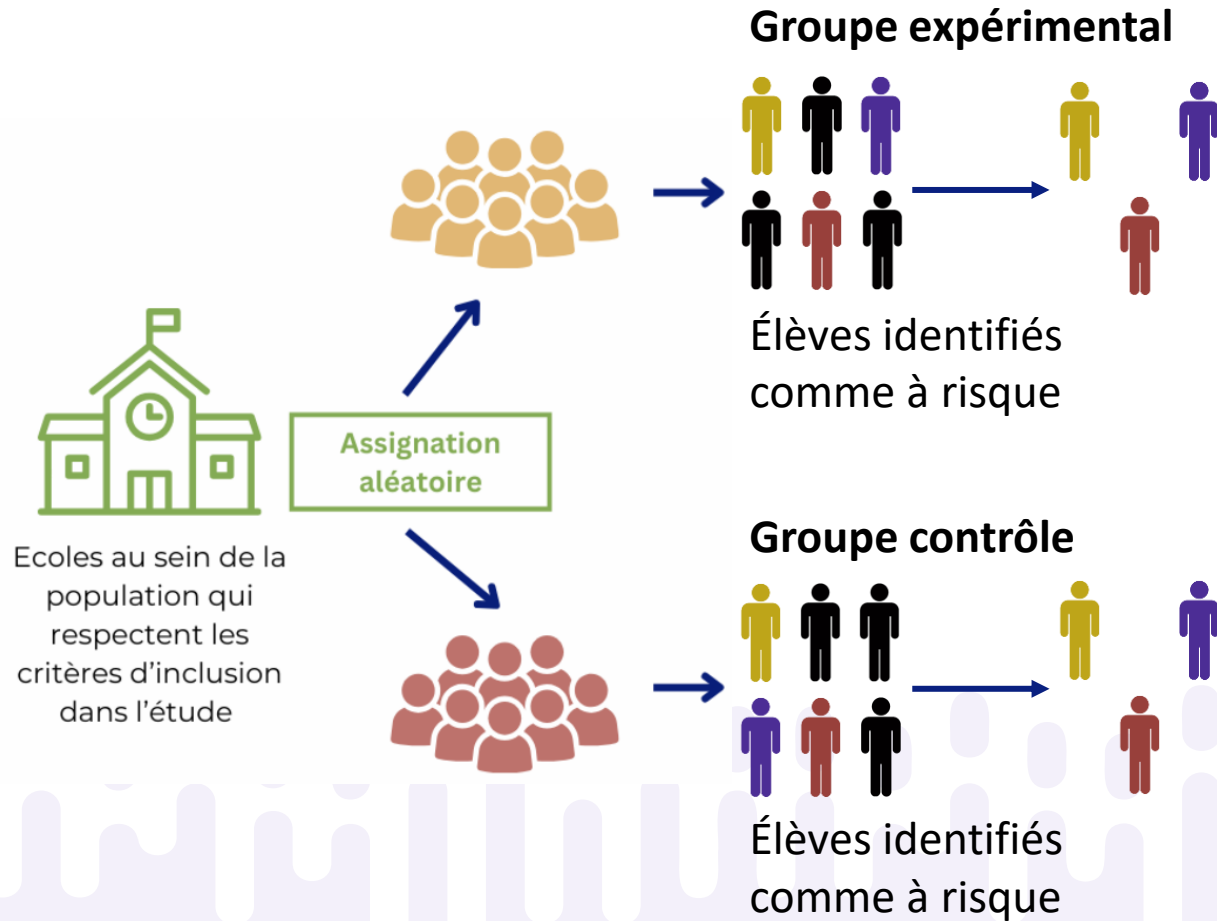 Groupe expérimental
Élèves identifiés
comme à risque
Assignation
aléatoire
Ecoles au sein de la
population qui
respectent les
critères d'inclusion
dans l'étude
Groupe contrôle
Élèves identifiés
comme à risque